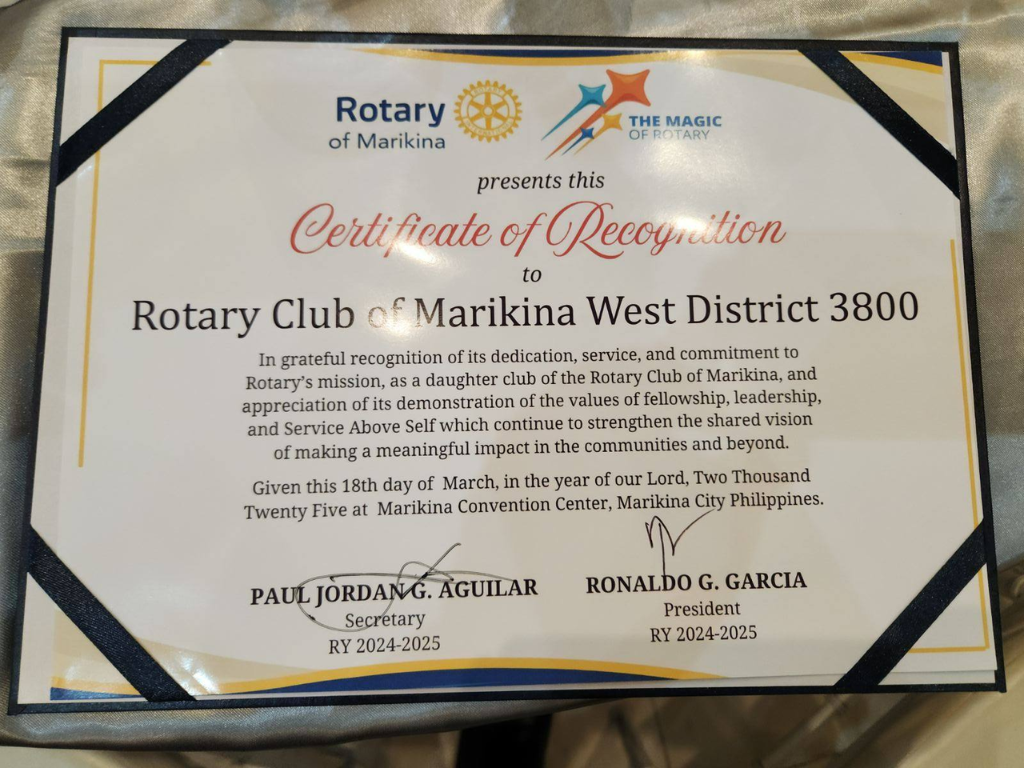 Rotary
of Marikina
THE MAGIC
OF ROTARY
presents this
Certificate of Recognition
to
Rotary Club of Marikina West District 3800
In grateful recognition of its dedication, service, and commitment to
Rotary's mission, as a daughter club of the Rotary Club of Marikina, and
appreciation of its demonstration of the values of fellowship, leadership,
and Service Above Self which continue to strengthen the shared vision
of making a meaningful impact in the communities and beyond.
Given this 18th day of March, in the year of our Lord, Two Thousand
Twenty Five at Marikina Convention Center, Marikina City Philippines.
PAUL JORDAN G. AGUILAR
Secretary
RY 2024-2025
RONALDO G. GARCIA
President
RY 2024-2025